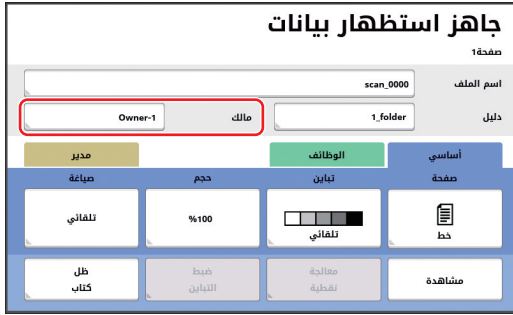 جاهز استظهار بيانات
صفحة1
اسم الملف scan_0000
دليل 1_folder مالك Owner-1
أساسي الوظائف مدير
صفحة تباين حجم صياغة
خط تلقائي %100 تلقائي
مشاهدة معالجة نقطية ضبط التباين ظل كتاب